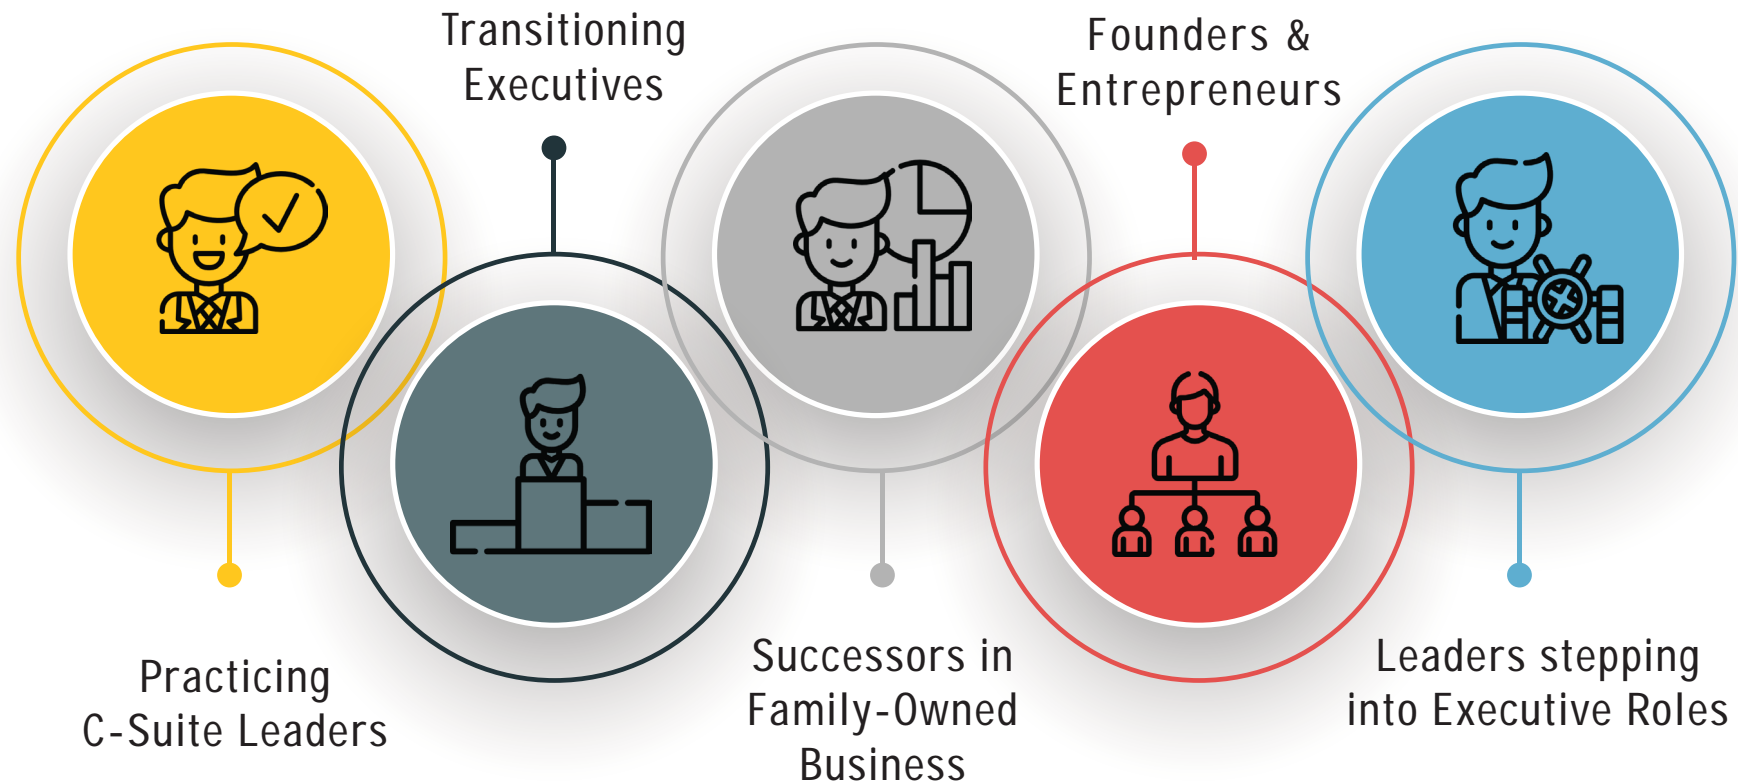 Transitioning
Executives
Founders &
Entrepreneurs
Practicing
C-Suite Leaders
Successors in
Family-Owned
Business
Leaders stepping
into Executive Roles